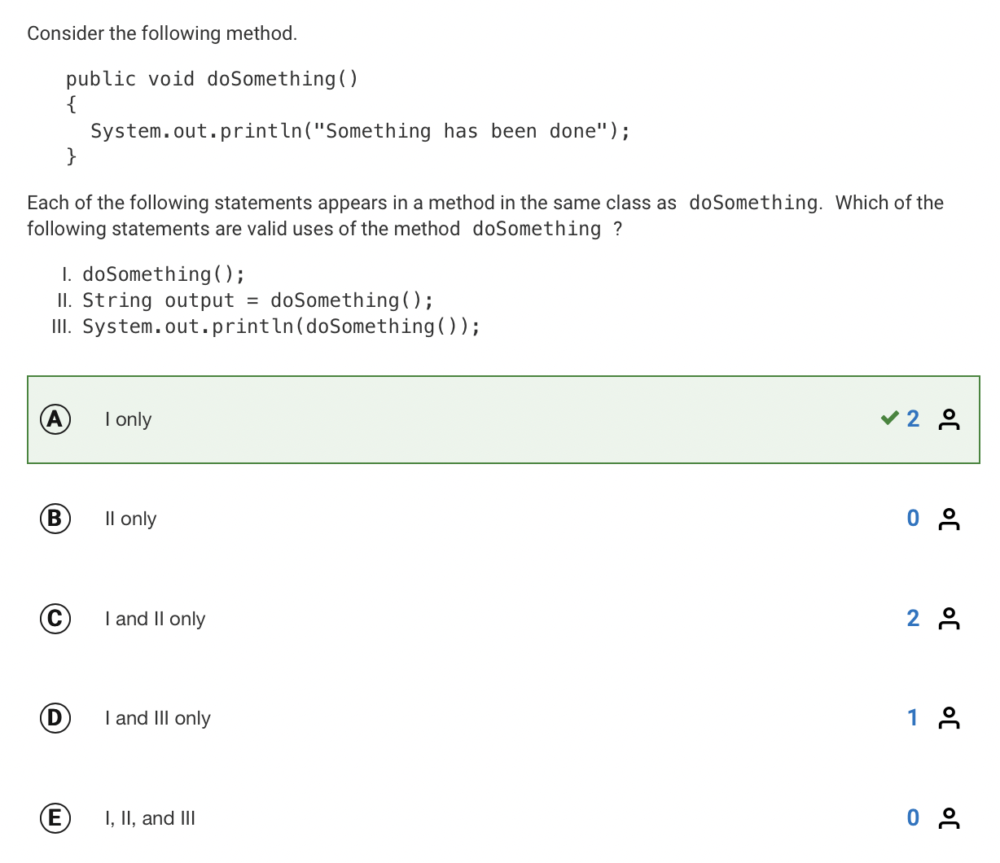 Consider the following method.
public void doSomething()
{
System.out.println("Something has been done");
}
Each of the following statements appears in a method in the same class as doSomething. Which of the
following statements are valid uses of the method doSomething ?
I. doSomething();
II. String output = doSomething();
III. System.out.println(doSomething());
A I only 2
B II only 0
C I and II only 2
D I and III only 1
E I, II, and III 0